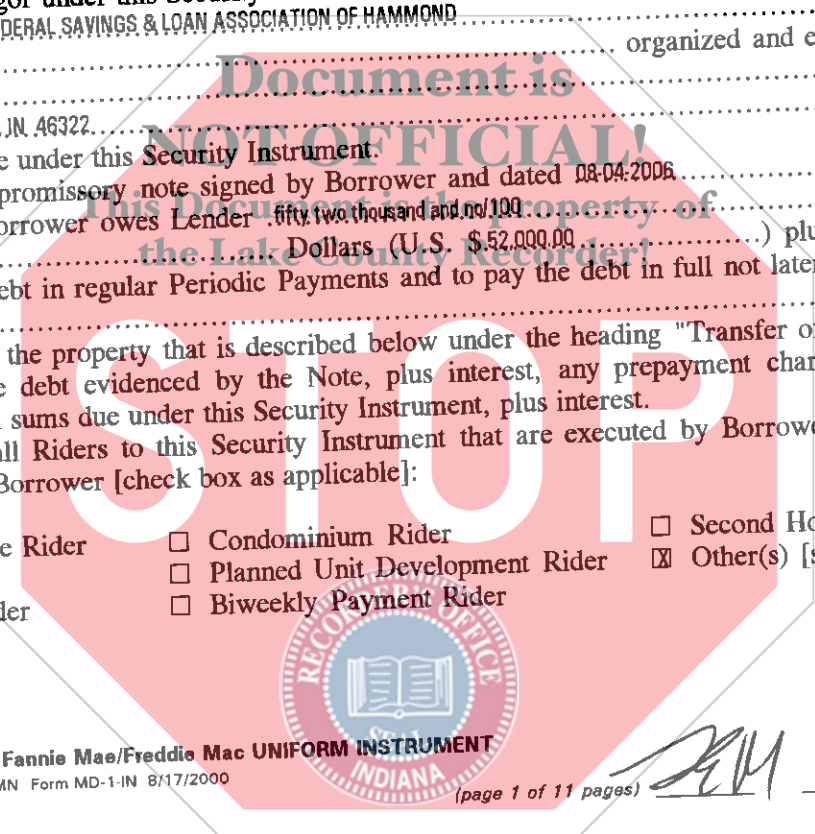 gor under this Security
DERAL SAVINGS & LOAN ASSOCIATION OF HAMMOND
organized and e
Document is
IN 46322
NOT OFFICIAL!
e under this Security Instrument.
promissory note signed by Borrower and dated 08-04-2006
This Document is the property of
orrower owes Lender fifty two thousand and no/100
Dollars (U.S. $ 52,000.00 ) plu
the Lake County Recorder!
ebt in regular Periodic Payments and to pay the debt in full not later
the property that is described below under the heading "Transfer o
e debt evidenced by the Note, plus interest, any prepayment char
sums due under this Security Instrument, plus interest.
all Riders to this Security Instrument that are executed by Borrowe
Borrower [check box as applicable]:
STOP
e Rider ☐ Condominium Rider ☐ Second Ho
☐ Planned Unit Development Rider ☒ Other(s) [s
der ☐ Biweekly Payment Rider
RECORDER'S OFFICE
SEAL
INDIANA
Fannie Mae/Freddie Mac UNIFORM INSTRUMENT
MN Form MD-1-IN 8/17/2000
(page 1 of 11 pages)